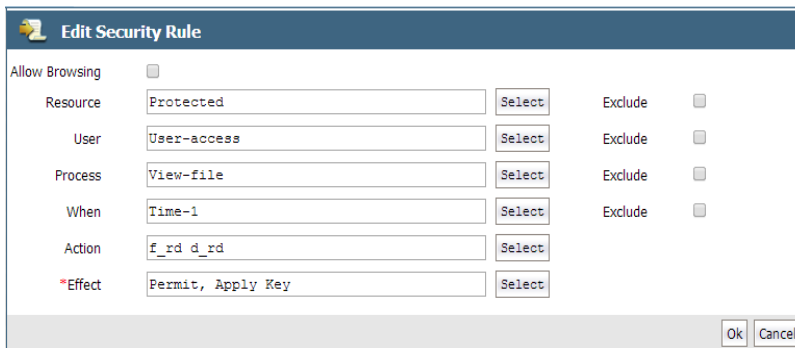 Edit Security Rule
Allow Browsing
Resource Protected Select Exclude
User User-access Select Exclude
Process View-file Select Exclude
When Time-1 Select Exclude
Action f_rd d_rd Select
*Effect Permit, Apply Key Select
Ok Cancel